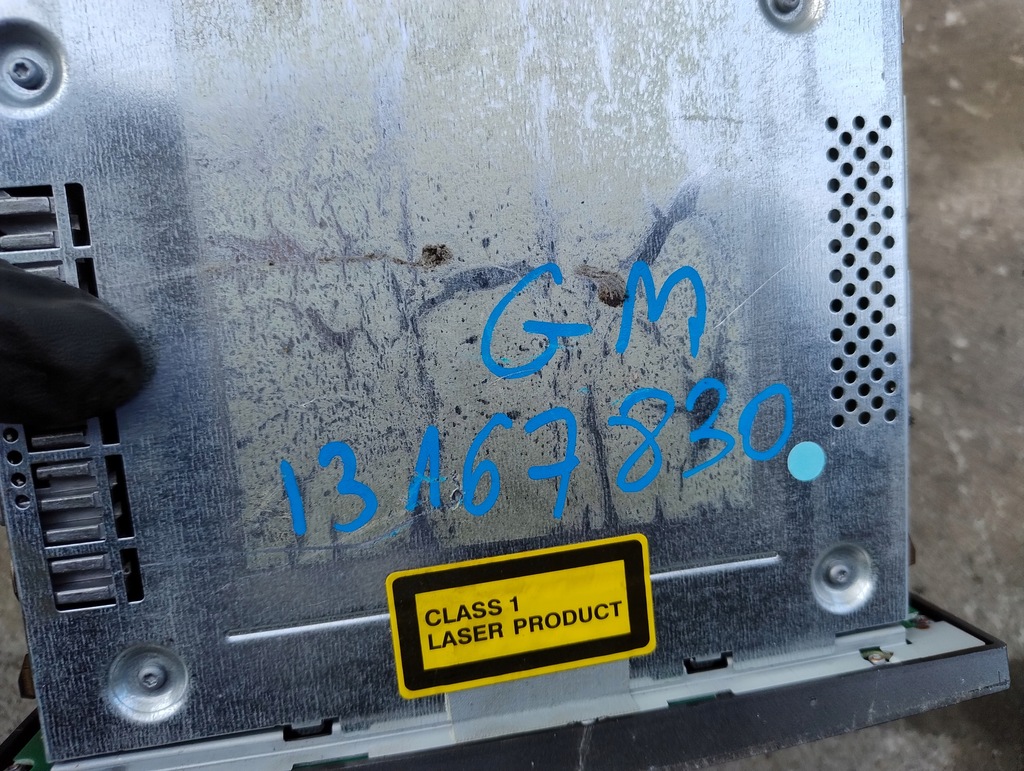 GM
13A67830
CLASS 1
LASER PRODUCT